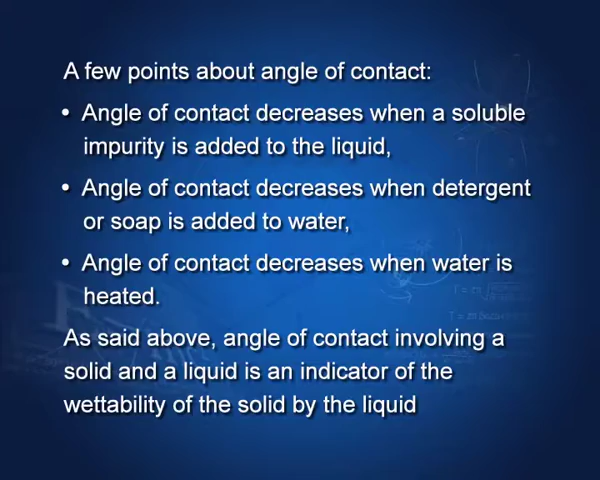 A few points about angle of contact:
• Angle of contact decreases when a soluble
impurity is added to the liquid,
• Angle of contact decreases when detergent
or soap is added to water,
• Angle of contact decreases when water is
heated.
As said above, angle of contact involving a
solid and a liquid is an indicator of the
wettability of the solid by the liquid